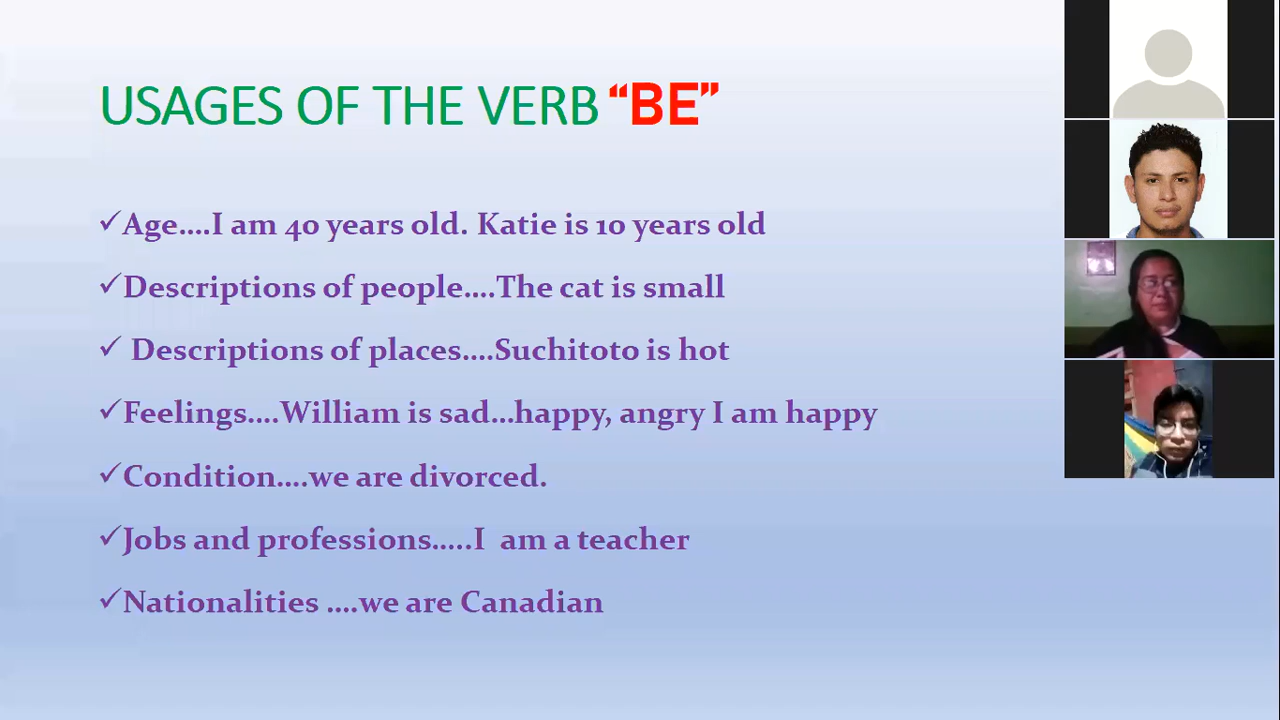 USAGES OF THE VERB “BE”
✓Age....I am 40 years old. Katie is 10 years old
✓Descriptions of people....The cat is small
✓ Descriptions of places....Suchitoto is hot
✓Feelings....William is sad...happy, angry I am happy
✓Condition....we are divorced.
✓Jobs and professions.....I  am a teacher
✓Nationalities ....we are Canadian